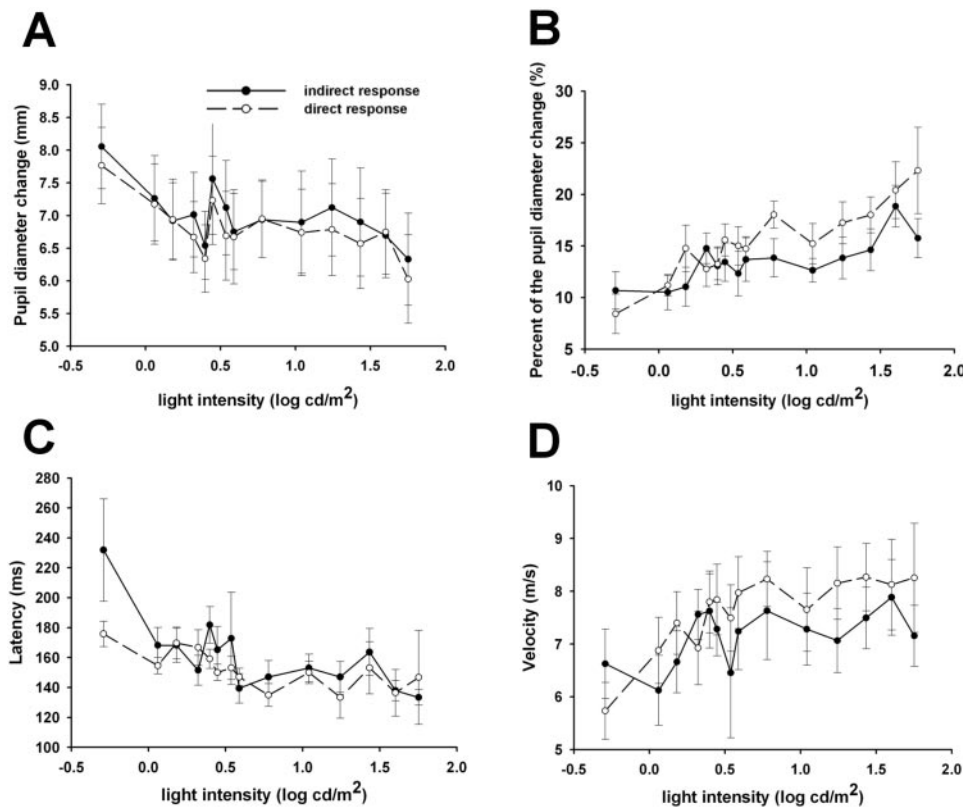 A
B
Pupil diameter change (mm)
9.0
8.5
8.0
7.5
7.0
6.5
6.0
5.5
5.0
indirect response
direct response
-0.5 0.0 0.5 1.0 1.5 2.0
light intensity (log cd/m2)
Percent of the pupil diameter change (%)
30
25
20
15
10
5
-0.5 0.0 0.5 1.0 1.5 2.0
light intensity (log cd/m2)
C
D
Latency (ms)
280
260
240
220
200
180
160
140
120
100
-0.5 0.0 0.5 1.0 1.5 2.0
light intensity (log cd/m2)
Velocity (m/s)
10
9
8
7
6
5
-0.5 0.0 0.5 1.0 1.5 2.0
light intensity (log cd/m2)